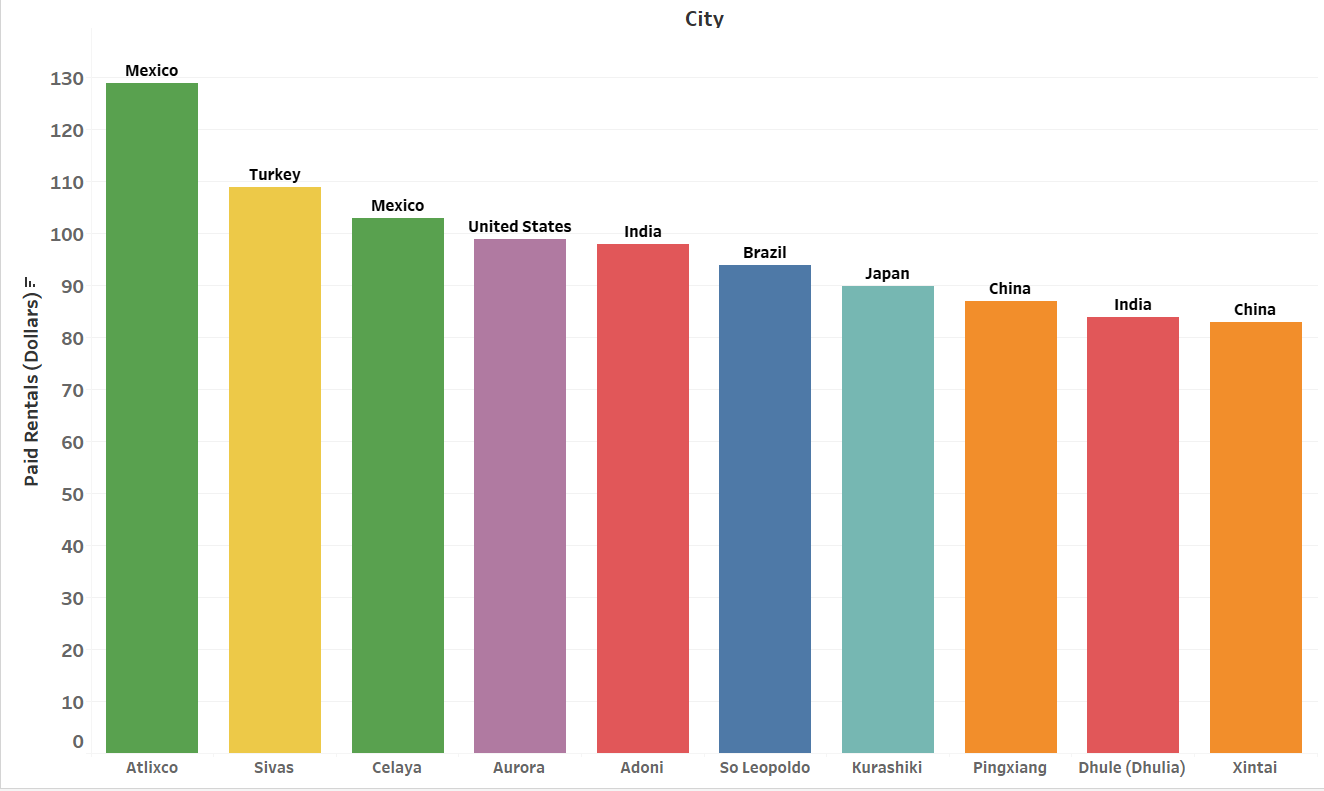 City
Paid Rentals (Dollars)
130
120
110
100
90
80
70
60
50
40
30
20
10
0
Mexico
Turkey
Mexico
United States
India
Brazil
Japan
China
India
China
Atlixco
Sivas
Celaya
Aurora
Adoni
So Leopoldo
Kurashiki
Pingxiang
Dhule (Dhulia)
Xintai